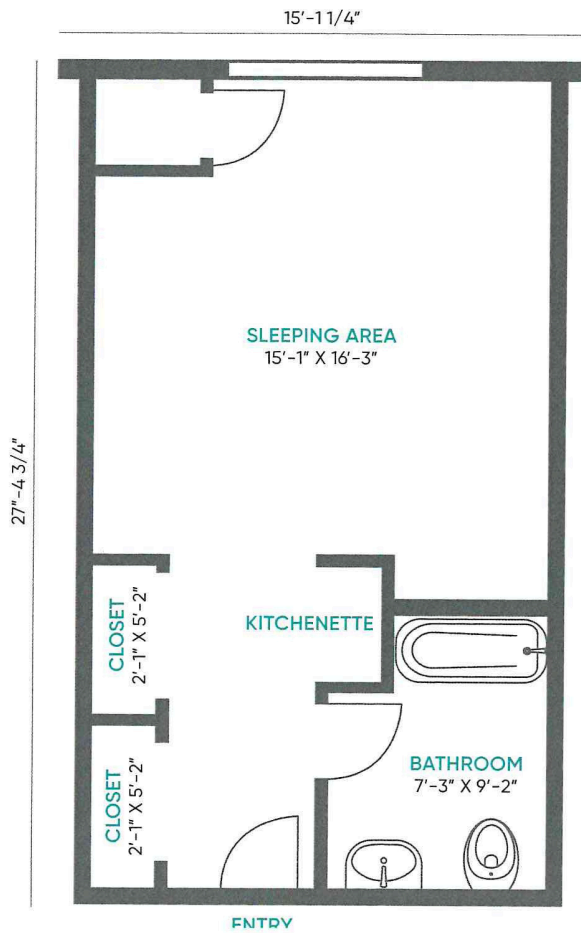 15'-1 1/4"
27"-4 3/4"
SLEEPING AREA
15'-1" X 16'-3"
CLOSET
2'-1" X 5'-2"
KITCHENETTE
BATHROOM
7'-3" X 9'-2"
CLOSET
2'-1" X 5'-2"
ENTRY